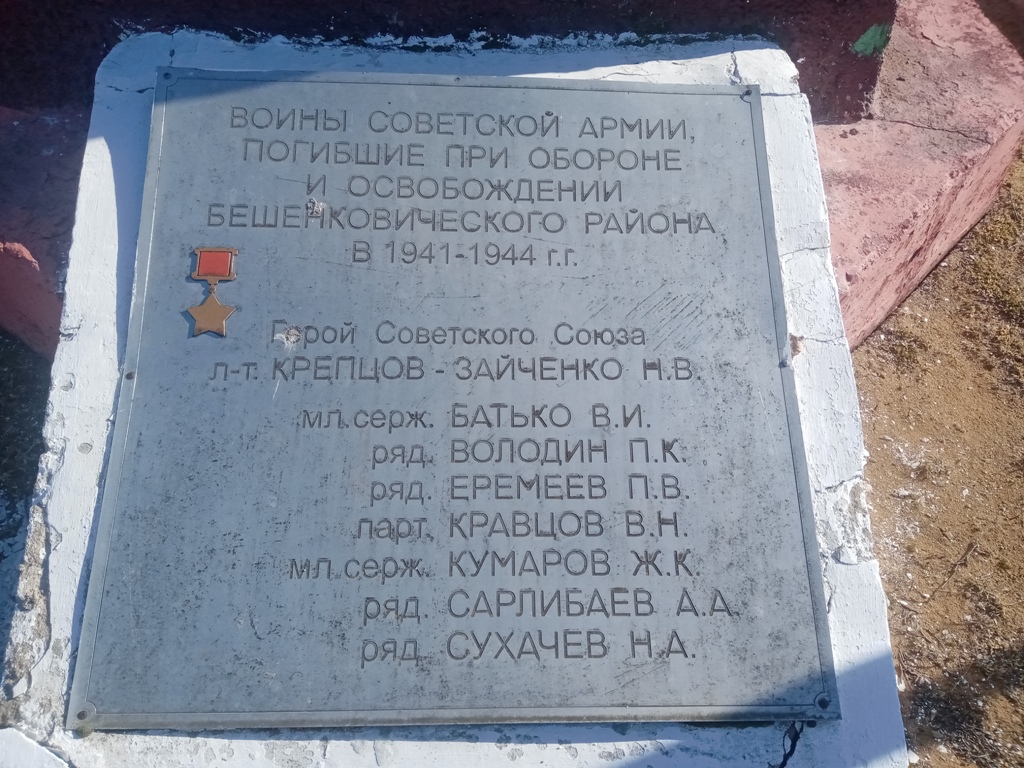 ВОИНЫ СОВЕТСКОЙ АРМИИ,
ПОГИБШИЕ ПРИ ОБОРОНЕ
И ОСВОБОЖДЕНИИ
БЕШЕНКОВИЧЕСКОГО РАЙОНА
В 1941-1944 г.г.
Герой Советского Союза
л-т. КРЕПЦОВ - ЗАЙЧЕНКО Н.В.
мл.серж. БАТЬКО В.И.
ряд. ВОЛОДИН П.К.
ряд. ЕРЕМЕЕВ П.В.
парт. КРАВЦОВ В.Н.
мл.серж. КУМАРОВ Ж.К.
ряд. САРЛИБАЕВ А.А.
ряд. СУХАЧЕВ Н.А.